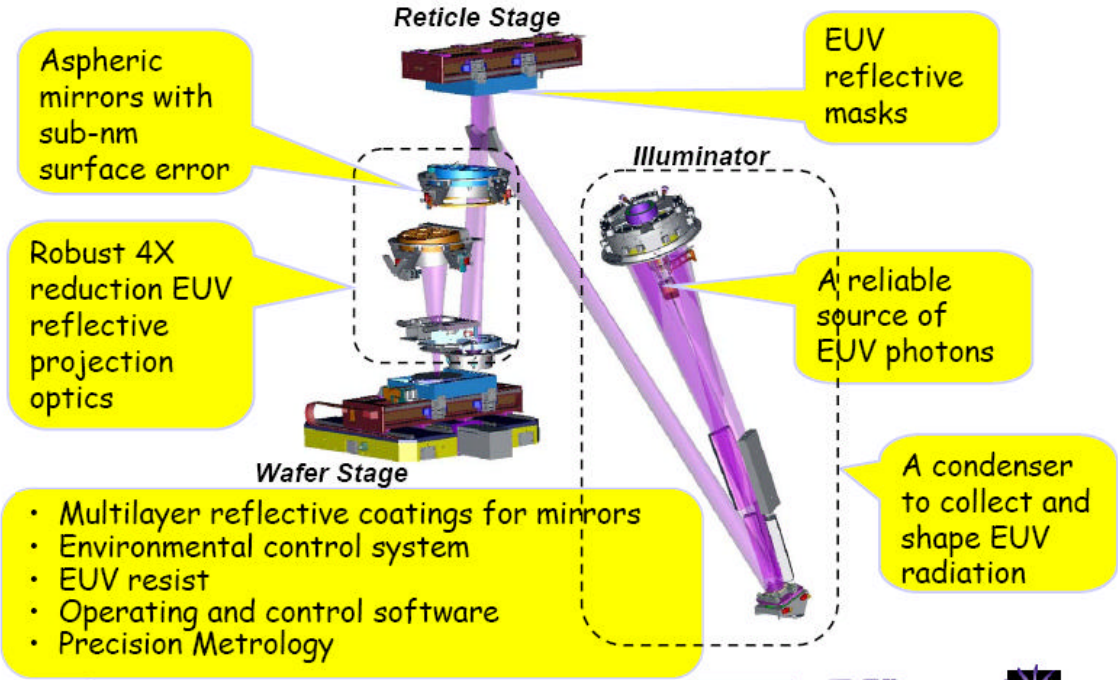 Reticle Stage
Aspheric
mirrors with
sub-nm
surface error
EUV
reflective
masks
Illuminator
Robust 4X
reduction EUV
reflective
projection
optics
A reliable
source of
EUV photons
Wafer Stage
A condenser
to collect and
shape EUV
radiation
• Multilayer reflective coatings for mirrors
• Environmental control system
• EUV resist
• Operating and control software
• Precision Metrology